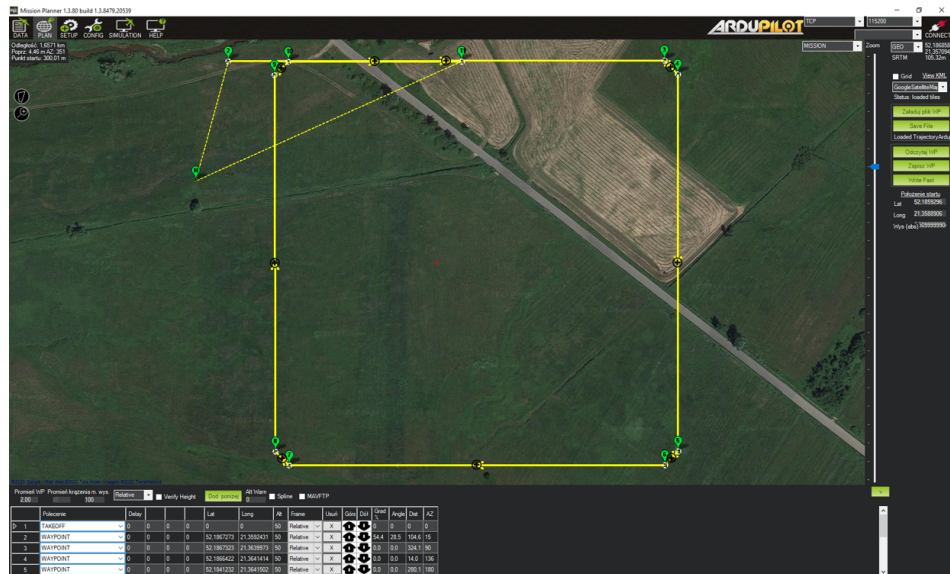 Mission Planner 1.3.80 build 1.3.8479.20539
DATA PLAN SETUP CONFIG SIMULATION HELP
ARDUPILOT
TCP 115200
CONNECT
Odległość: 1,6571 km
Poprz: 4.46 m AZ: 351
Punkt startu: 300,01 m
MISSION
Zoom
GEO 52,186858
21,357094
SRTM 105,32m
Grid View KML
GoogleSatelliteMa
Status: loaded tiles
Załaduj plik WP
Save File
Loaded TrajectoryArdu
Odczytaj WP
Zapisz WP
Write Fast
Położenie startu
Lat 52,1859296
Long 21,3588906
Wys (abs)
Promień WP Promień krążenia m. wys.
2,00 100 Relative Verify Height Dod. poniżej Alt Warn 0 Spline MAVFTP
Polecenie Delay Lat Long Alt Frame Usuń Góra Dół Grad % Angle Dist AZ
1 TAKEOFF 0 0 0 0 0 0 50 Relative X 0 0 0 0
2 WAYPOINT 0 0 0 0 52,1867273 21,3592431 50 Relative X 54,4 28,5 104,6 15
3 WAYPOINT 0 0 0 0 52,1867323 21,3639973 50 Relative X 0.0 0.0 324,1 90
4 WAYPOINT 0 0 0 0 52,1866422 21,3641414 50 Relative X 0.0 0.0 14.0 136
5 WAYPOINT 0 0 0 0 52,1841232 21,3641502 50 Relative X 0.0 0.0 280,1 180